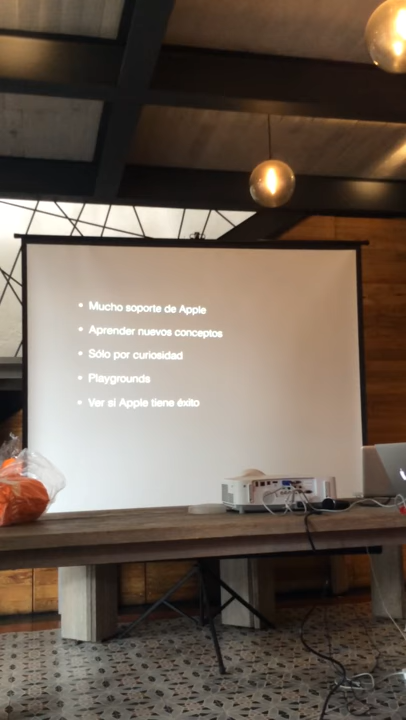 • Mucho soporte de Apple
• Aprender nuevos conceptos
• Sólo por curiosidad
• Playgrounds
• Ver si Apple tiene éxito